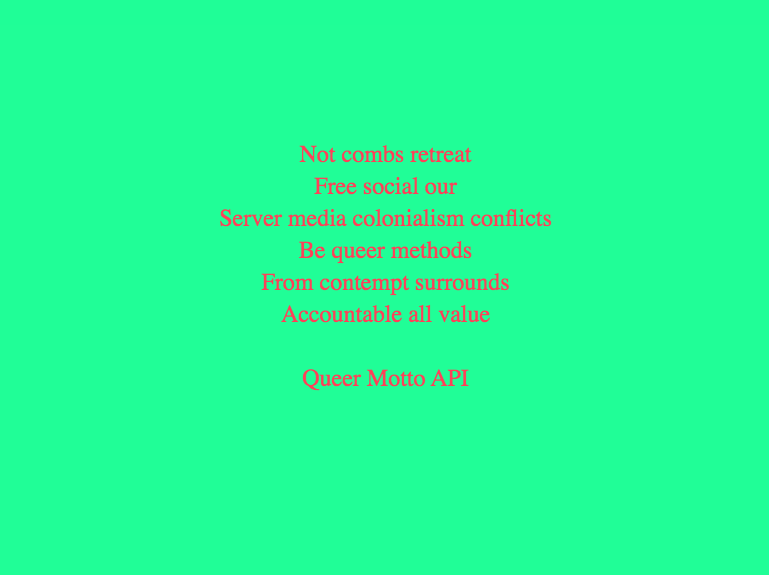 Not combs retreat
Free social our
Server media colonialism conflicts
Be queer methods
From contempt surrounds
Accountable all value
Queer Motto API